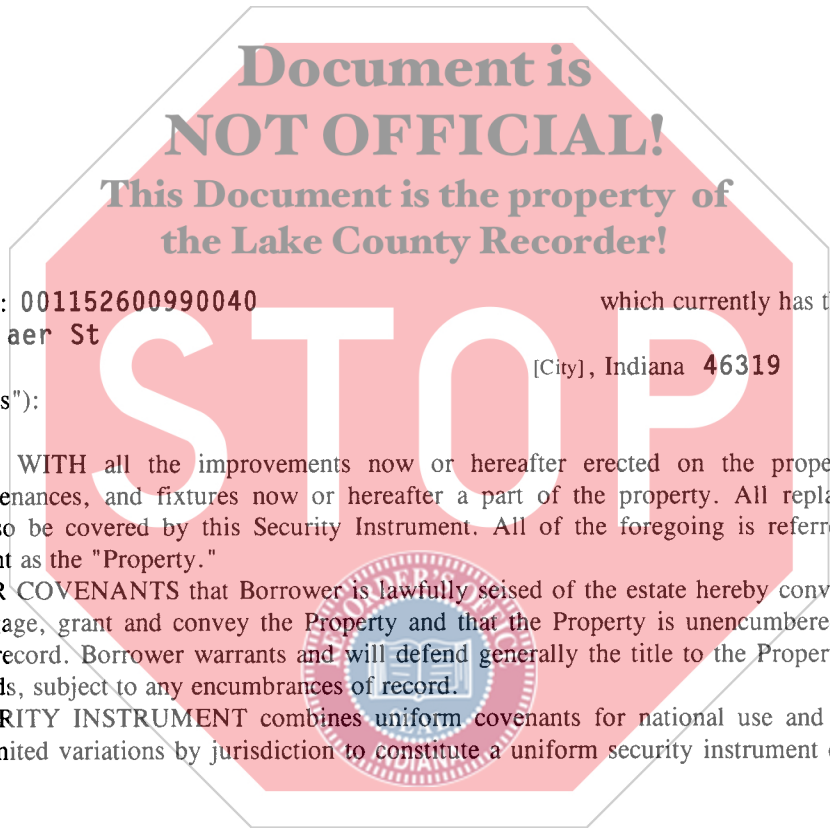 Document is
NOT OFFICIAL!
This Document is the property of
the Lake County Recorder!
: 001152600990040 which currently has t
aer St
[City], Indiana 46319
s"):
STOP
WITH all the improvements now or hereafter erected on the prope
enances, and fixtures now or hereafter a part of the property. All repla
so be covered by this Security Instrument. All of the foregoing is referr
nt as the "Property."
R COVENANTS that Borrower is lawfully seised of the estate hereby conv
age, grant and convey the Property and that the Property is unencumbere
record. Borrower warrants and will defend generally the title to the Proper
ds, subject to any encumbrances of record.
RITY INSTRUMENT combines uniform covenants for national use and
mited variations by jurisdiction to constitute a uniform security instrument